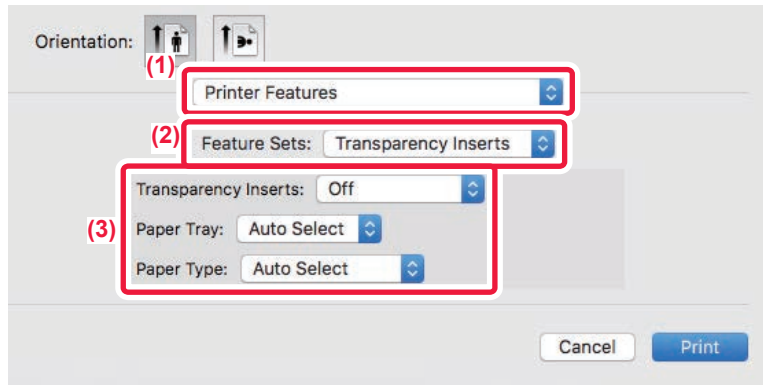 Orientation:
(1)
Printer Features
(2) Feature Sets: Transparency Inserts
Transparency Inserts: Off
(3) Paper Tray: Auto Select
Paper Type: Auto Select
Cancel Print